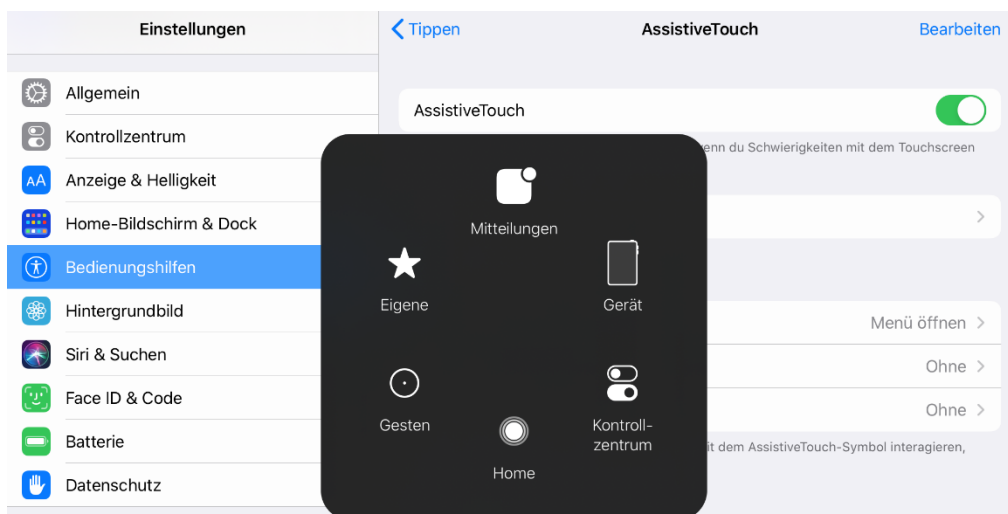 Einstellungen
Tippen
AssistiveTouch
Bearbeiten
Allgemein
Kontrollzentrum
AA Anzeige & Helligkeit
Home-Bildschirm & Dock
Bedienungshilfen
Hintergrundbild
Siri & Suchen
Face ID & Code
Batterie
Datenschutz
AssistiveTouch
du Schwierigkeiten mit dem Touchscreen
Menü öffnen
Ohne
Ohne
dem AssistiveTouch-Symbol interagieren,
Mitteilungen
Eigene
Gerät
Gesten
Kontroll-
zentrum
Home